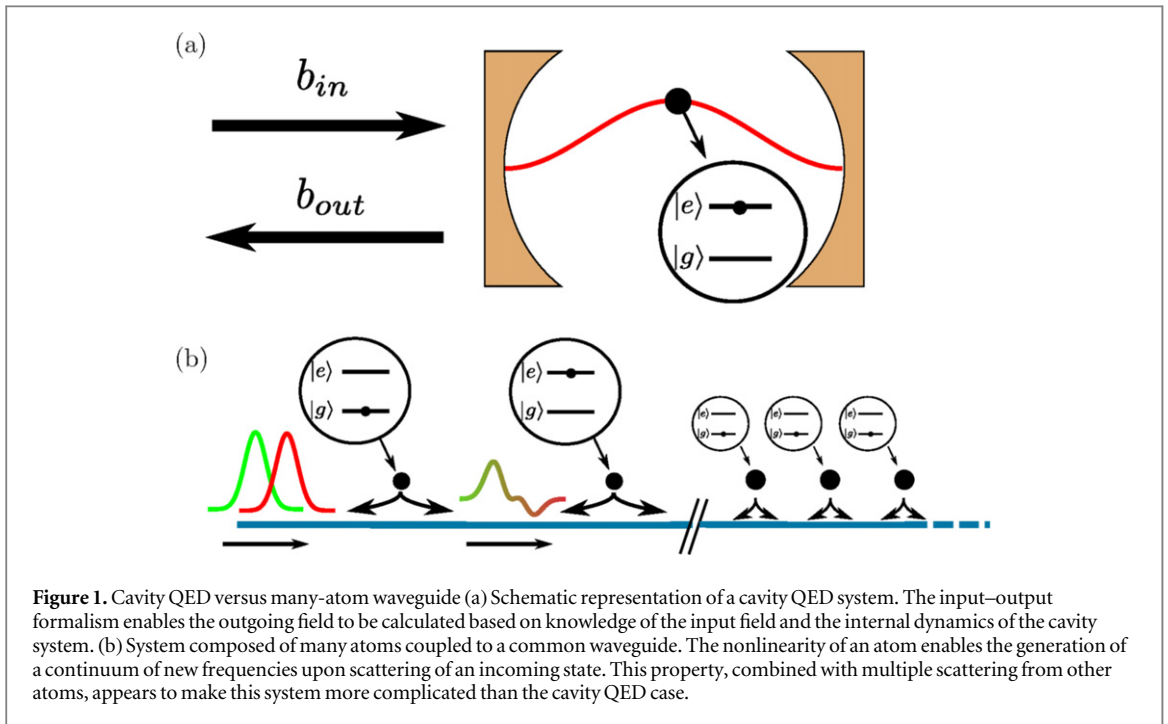 (a)
b_in
b_out
|e⟩
|g⟩
(b)
|e⟩
|g⟩
|e⟩
|g⟩
|e⟩
|g⟩
|e⟩
|g⟩
|e⟩
|g⟩
Figure 1. Cavity QED versus many-atom waveguide (a) Schematic representation of a cavity QED system. The input–output
formalism enables the outgoing field to be calculated based on knowledge of the input field and the internal dynamics of the cavity
system. (b) System composed of many atoms coupled to a common waveguide. The nonlinearity of an atom enables the generation of
a continuum of new frequencies upon scattering of an incoming state. This property, combined with multiple scattering from other
atoms, appears to make this system more complicated than the cavity QED case.